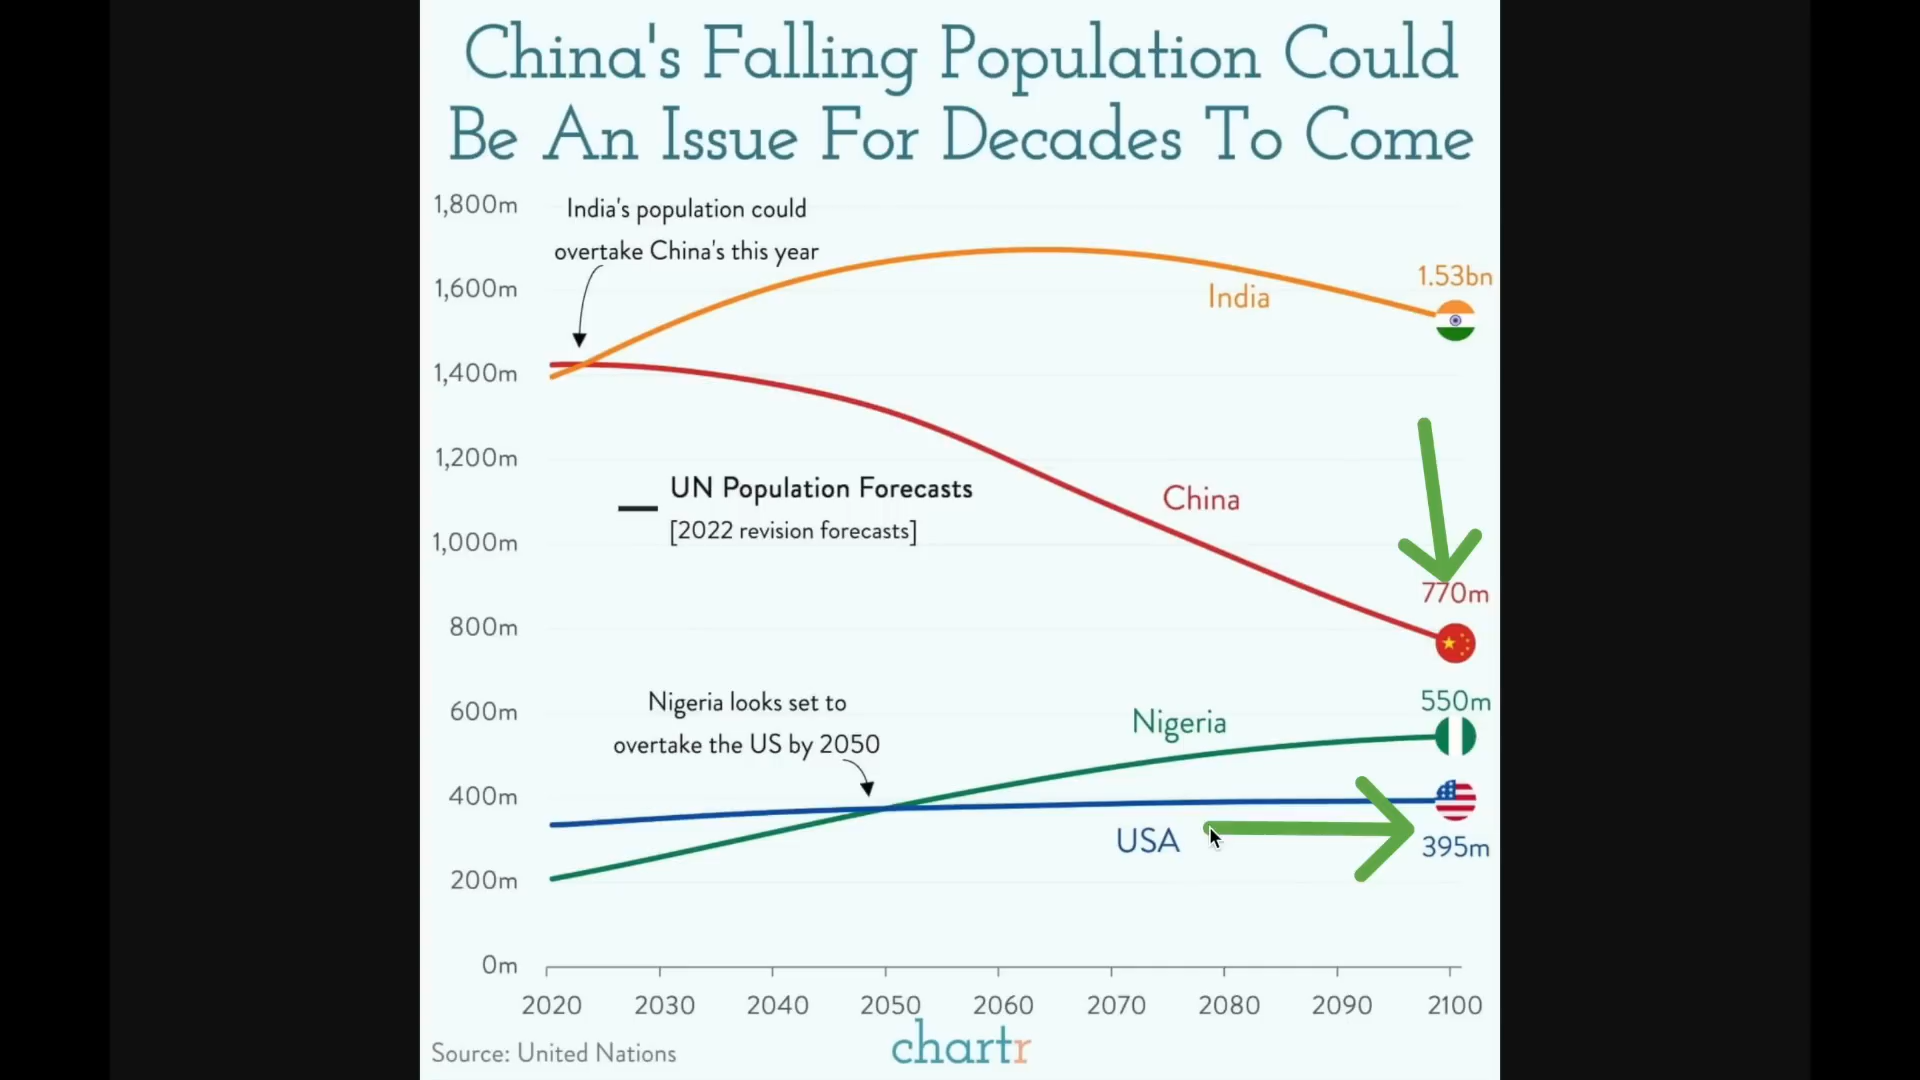 China's Falling Population Could
Be An Issue For Decades To Come
1,800m
India's population could
overtake China's this year
1,600m
1.53bn
India
1,400m
1,200m
UN Population Forecasts
[2022 revision forecasts]
China
1,000m
770m
800m
600m
Nigeria looks set to
overtake the US by 2050
Nigeria
550m
400m
USA
395m
200m
0m
2020 2030 2040 2050 2060 2070 2080 2090 2100
Source: United Nations
chartr